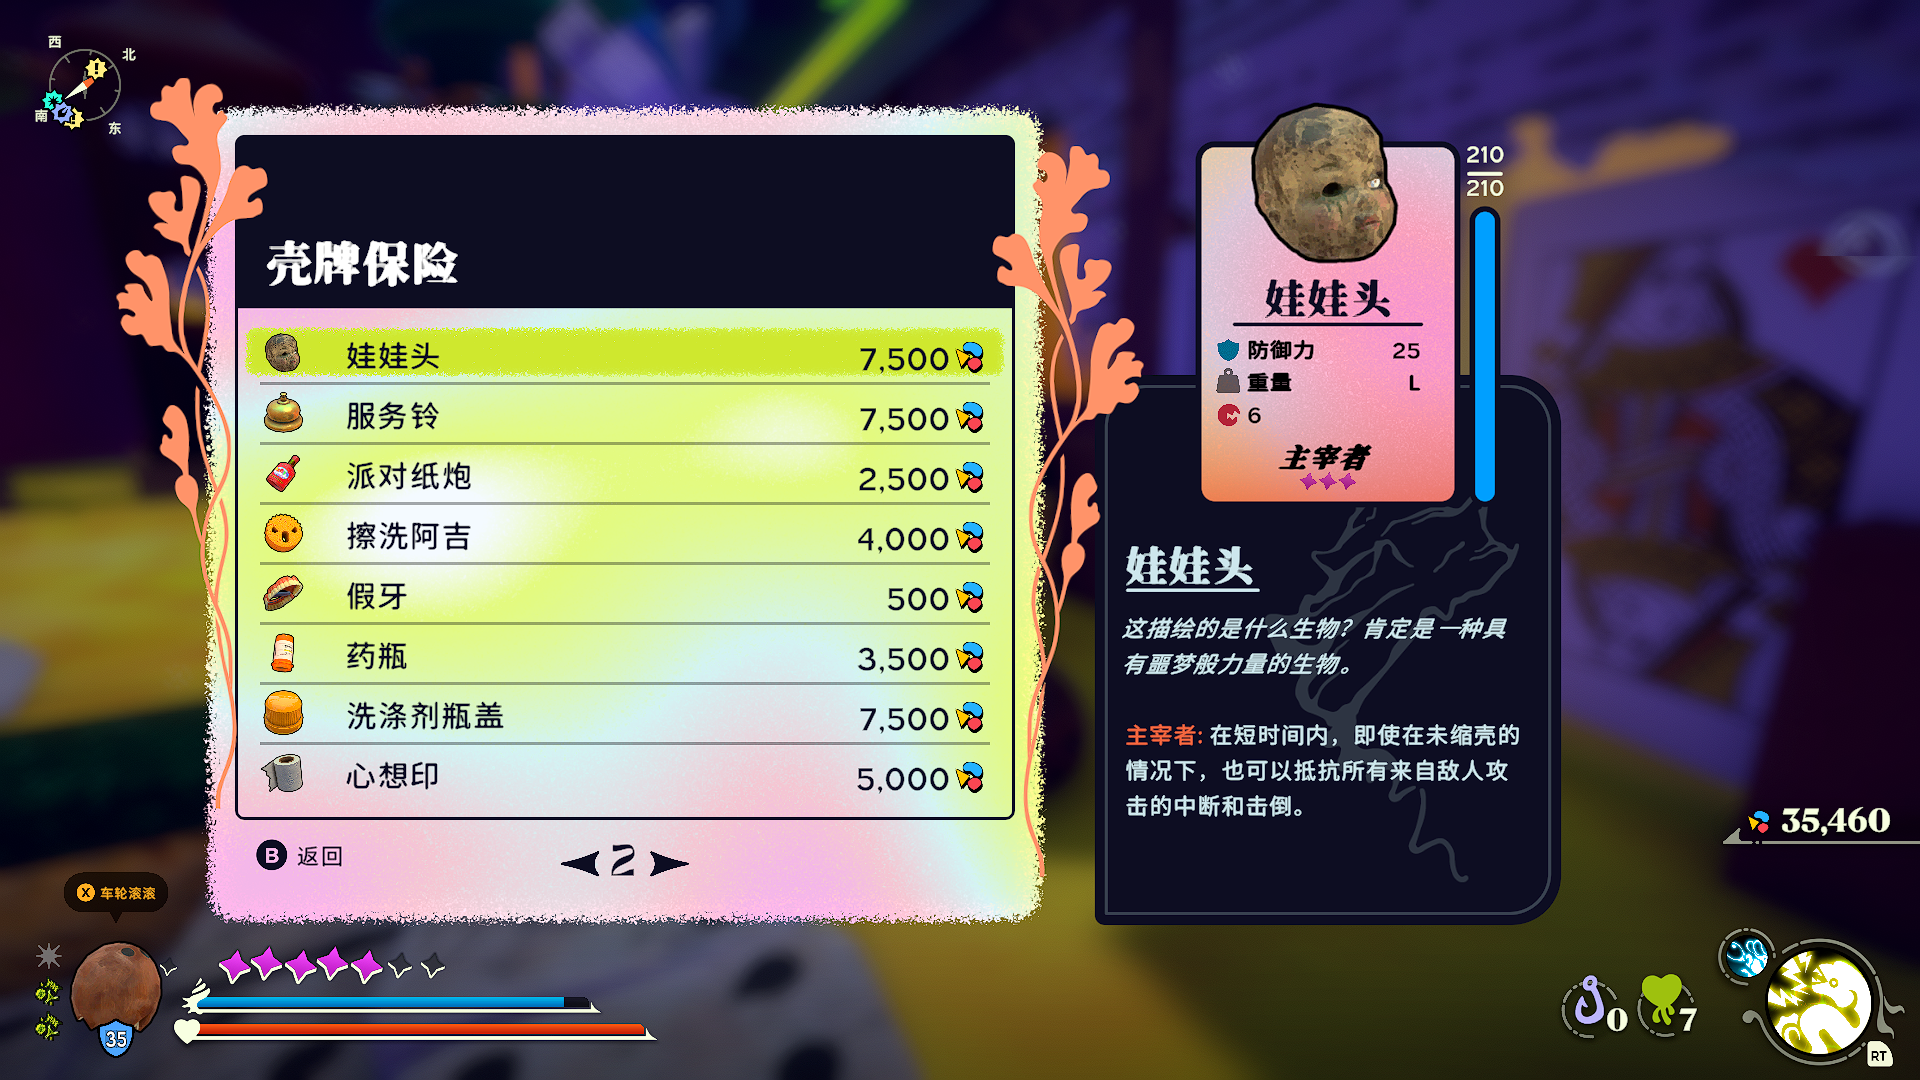 西
北
南
东
壳牌保险
娃娃头 7,500
服务铃 7,500
派对纸炮 2,500
擦洗阿吉 4,000
假牙 500
药瓶 3,500
洗涤剂瓶盖 7,500
心想印 5,000
B 返回
2
210
210
娃娃头
防御力 25
重量 L
6
主宰者
娃娃头
这描绘的是什么生物？肯定是一种具
有噩梦般力量的生物。
主宰者: 在短时间内，即使在未缩壳的
情况下，也可以抵抗所有来自敌人攻
击的中断和击倒。
35,460
X 车轮滚滚
35
0
7
RT